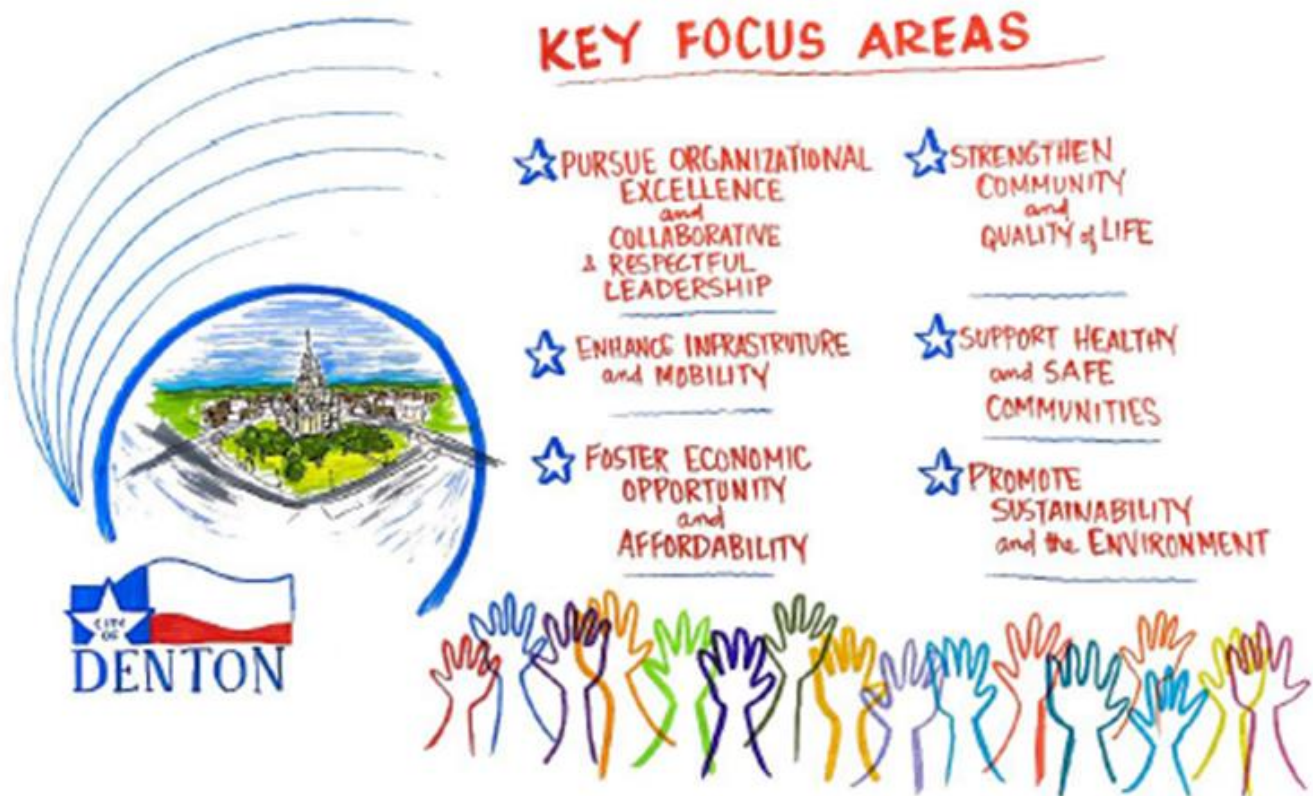 KEY FOCUS AREAS
PURSUE ORGANIZATIONAL
EXCELLENCE
and
COLLABORATIVE
& RESPECTFUL
LEADERSHIP
ENHANCE INFRASTRUTURE
and MOBILITY
FOSTER ECONOMIC
OPPORTUNITY
and
AFFORDABILITY
STRENGTHEN
COMMUNITY
and
QUALITY of LIFE
SUPPORT HEALTHY
and SAFE
COMMUNITIES
PROMOTE
SUSTAINABILITY
and the ENVIRONMENT
CITY
OF
DENTON